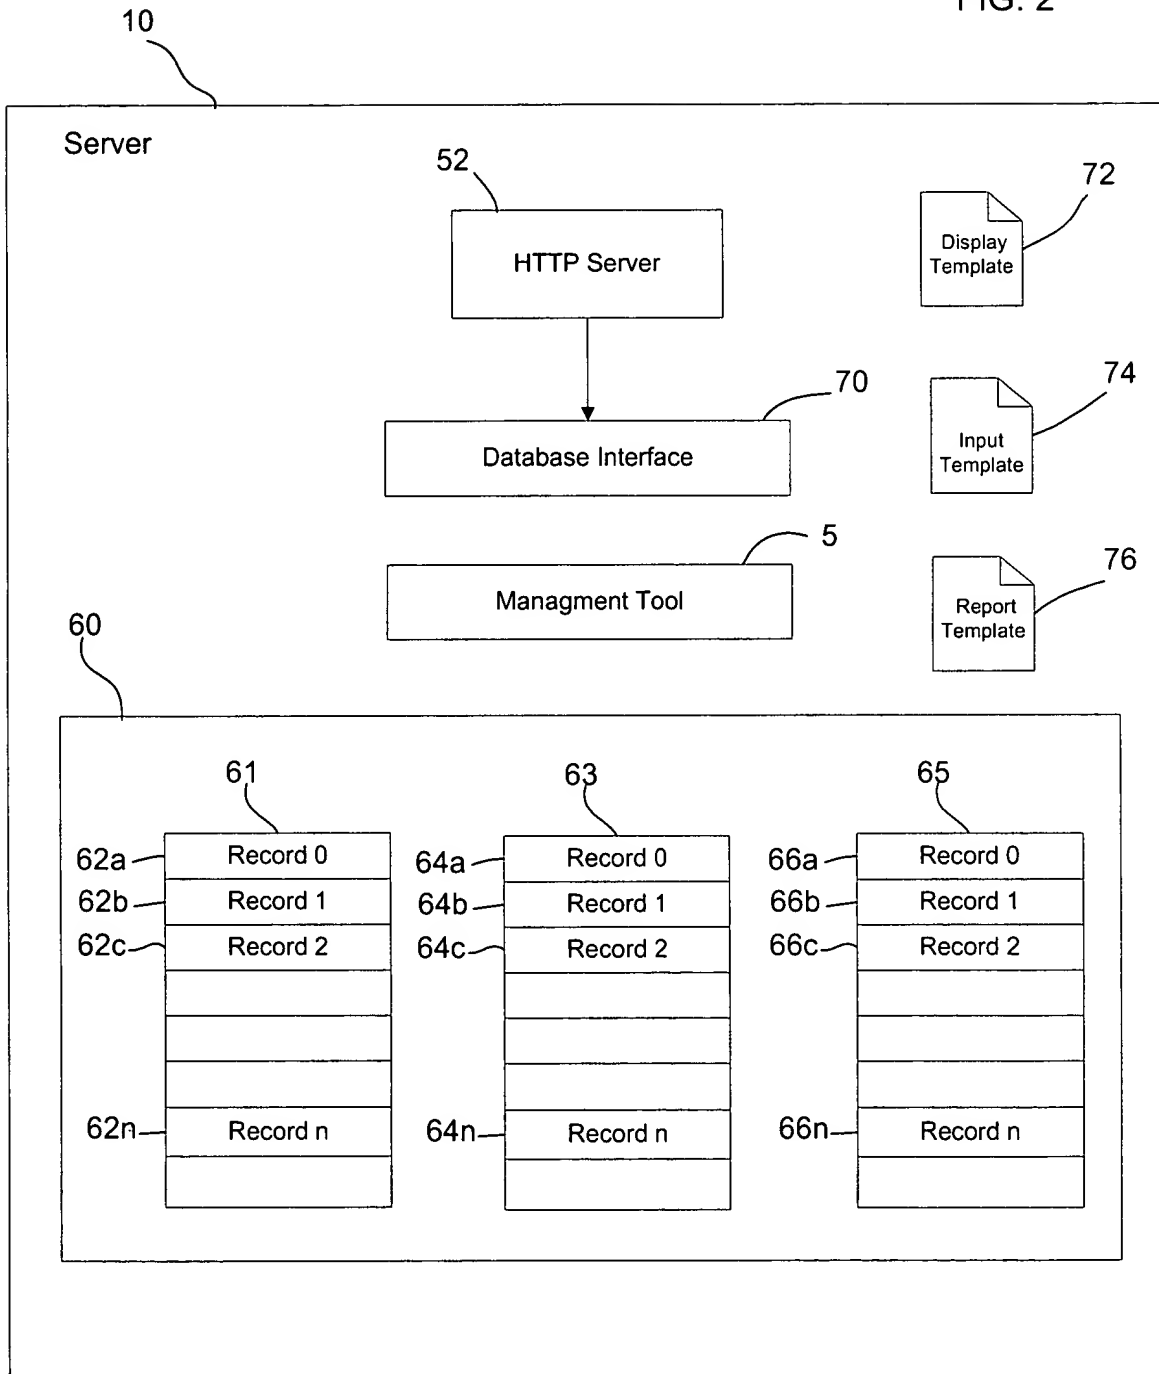 FIG. 2
10
Server
52
HTTP Server
72
Display
Template
70
Database Interface
74
Input
Template
5
Managment Tool
76
Report
Template
60
61
63
65
62a
Record 0
64a
Record 0
66a
Record 0
62b
Record 1
64b
Record 1
66b
Record 1
62c
Record 2
64c
Record 2
66c
Record 2
62n
Record n
64n
Record n
66n
Record n